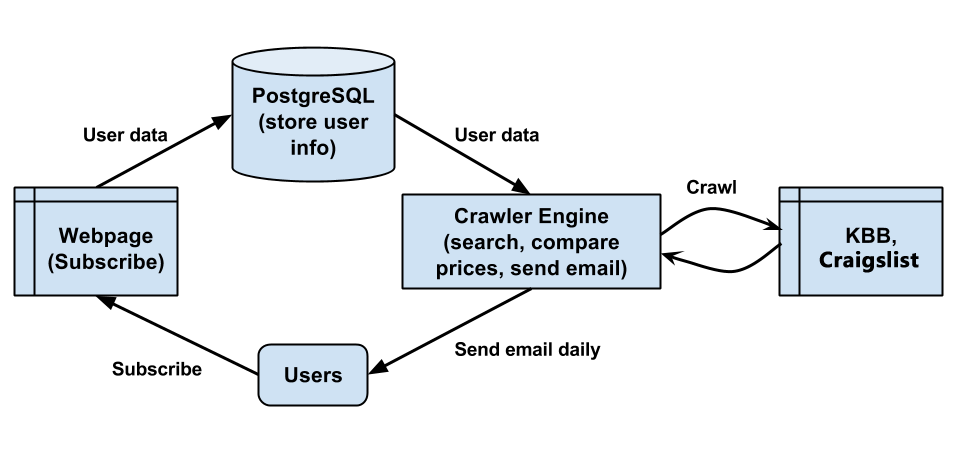 PostgreSQL
(store user
info)
User data
User data
Webpage
(Subscribe)
Crawler Engine
(search, compare
prices, send email)
Crawl
KBB,
Craigslist
Subscribe
Users
Send email daily